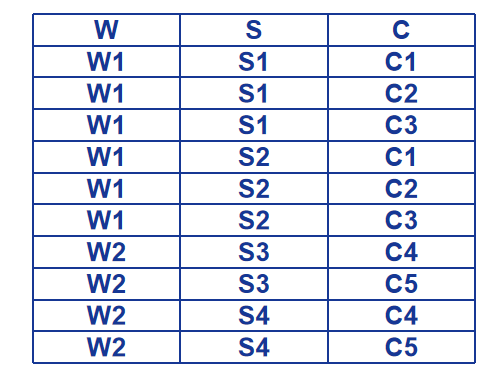 W S C
W1 S1 C1
W1 S1 C2
W1 S1 C3
W1 S2 C1
W1 S2 C2
W1 S2 C3
W2 S3 C4
W2 S3 C5
W2 S4 C4
W2 S4 C5